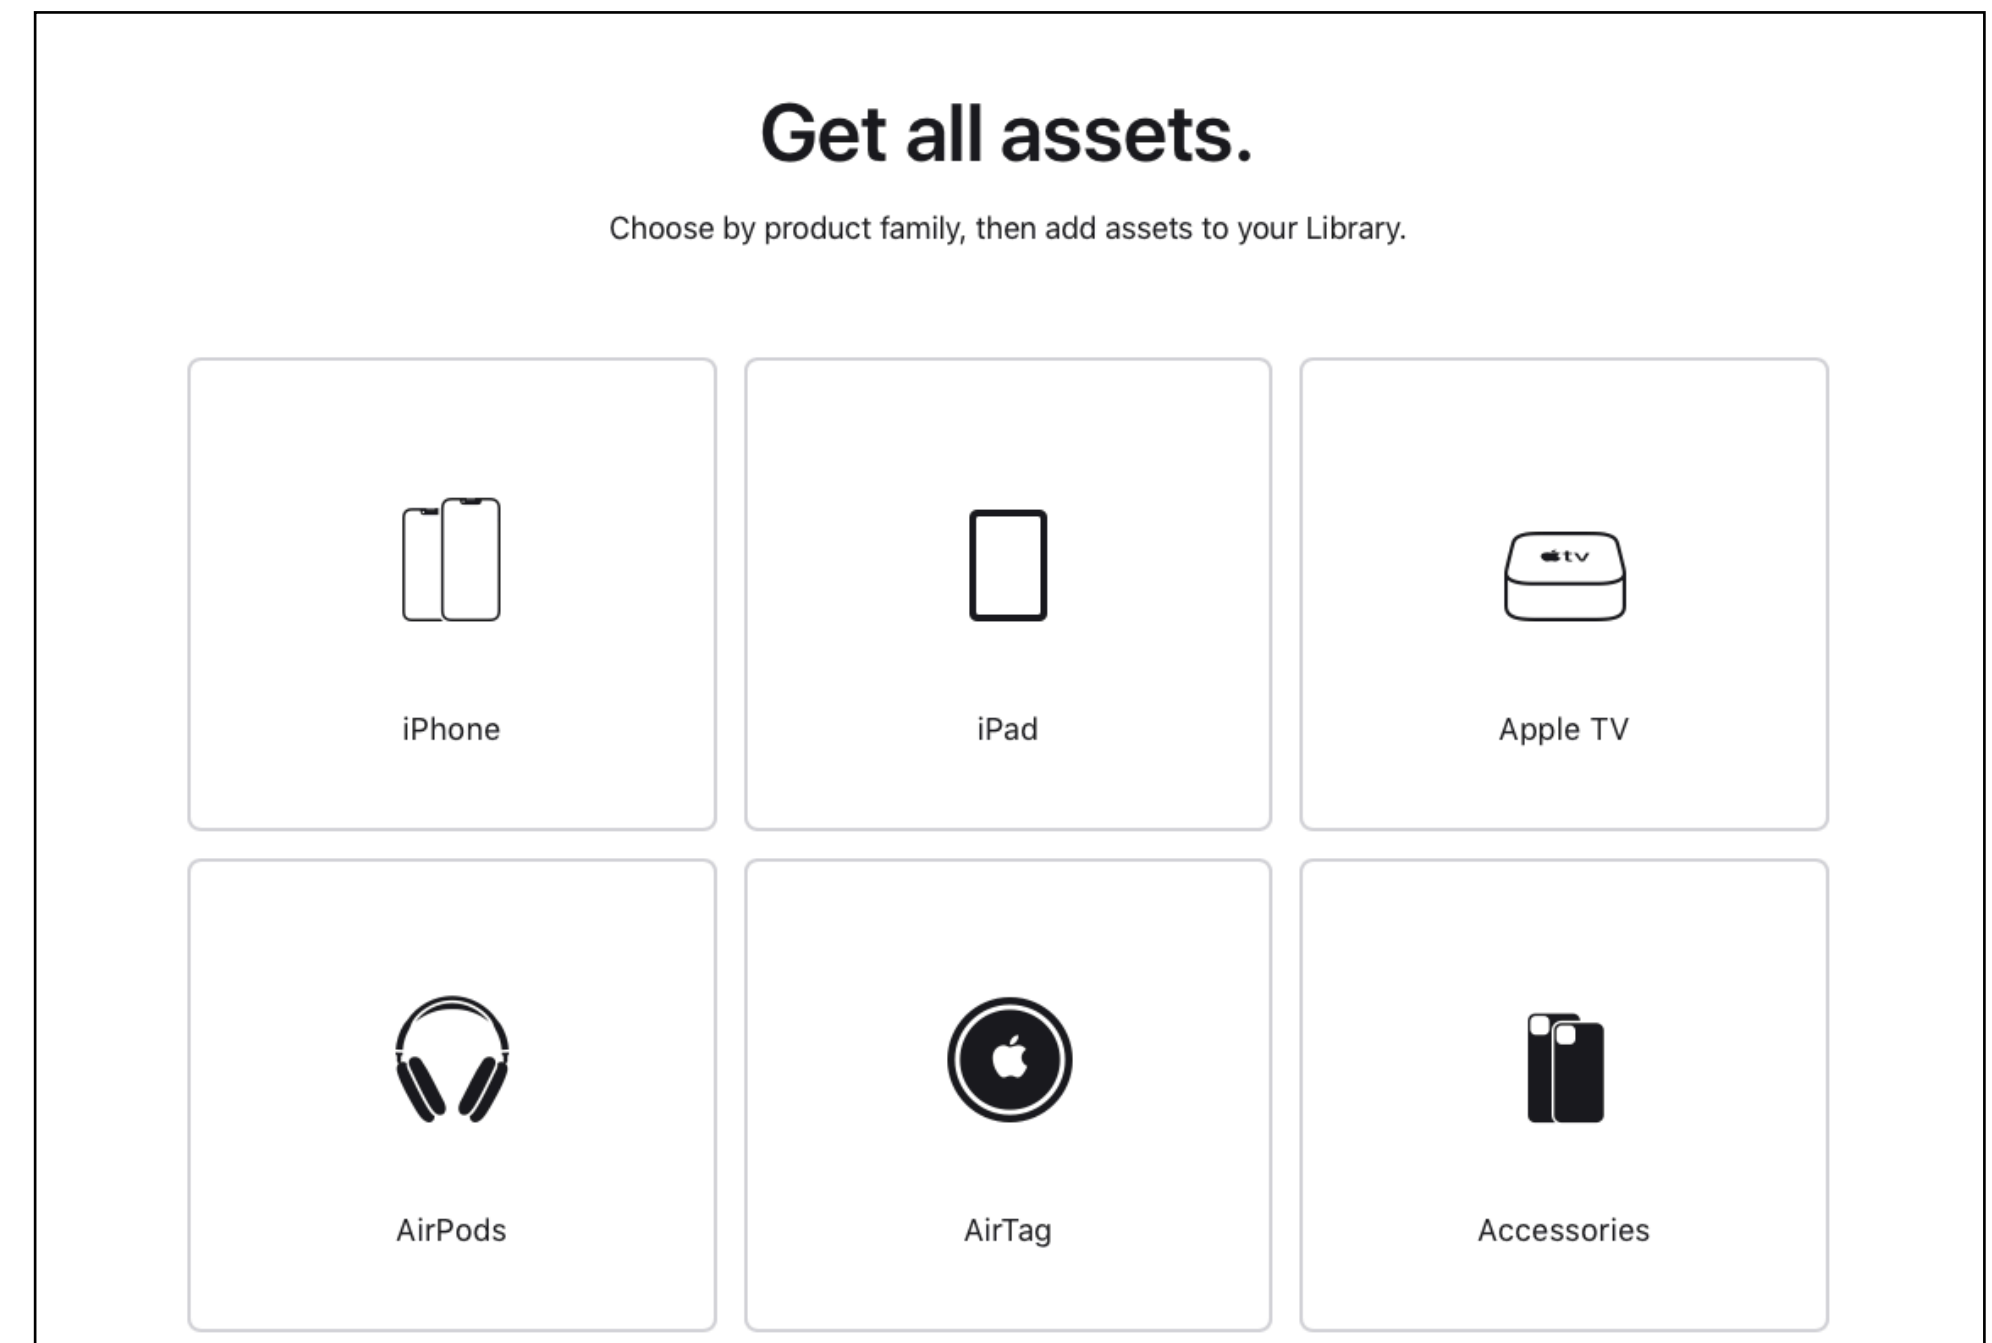 Get all assets.
Choose by product family, then add assets to your Library.
iPhone
iPad
tv
Apple TV
AirPods
AirTag
Accessories